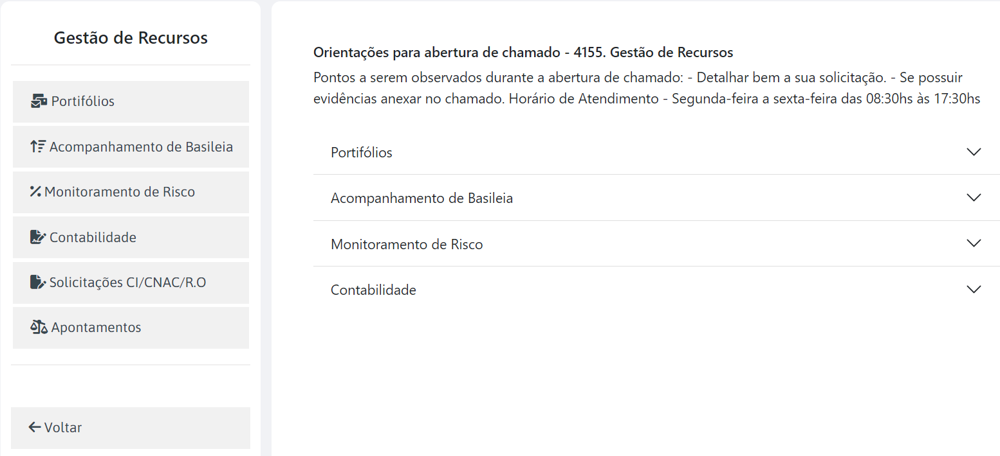 Gestão de Recursos
Portifólios
Acompanhamento de Basileia
Monitoramento de Risco
Contabilidade
Solicitações CI/CNAC/R.O
Apontamentos
Voltar
Orientações para abertura de chamado - 4155. Gestão de Recursos
Pontos a serem observados durante a abertura de chamado: - Detalhar bem a sua solicitação. - Se possuir
evidências anexar no chamado. Horário de Atendimento - Segunda-feira a sexta-feira das 08:30hs às 17:30hs
Portifólios
Acompanhamento de Basileia
Monitoramento de Risco
Contabilidade